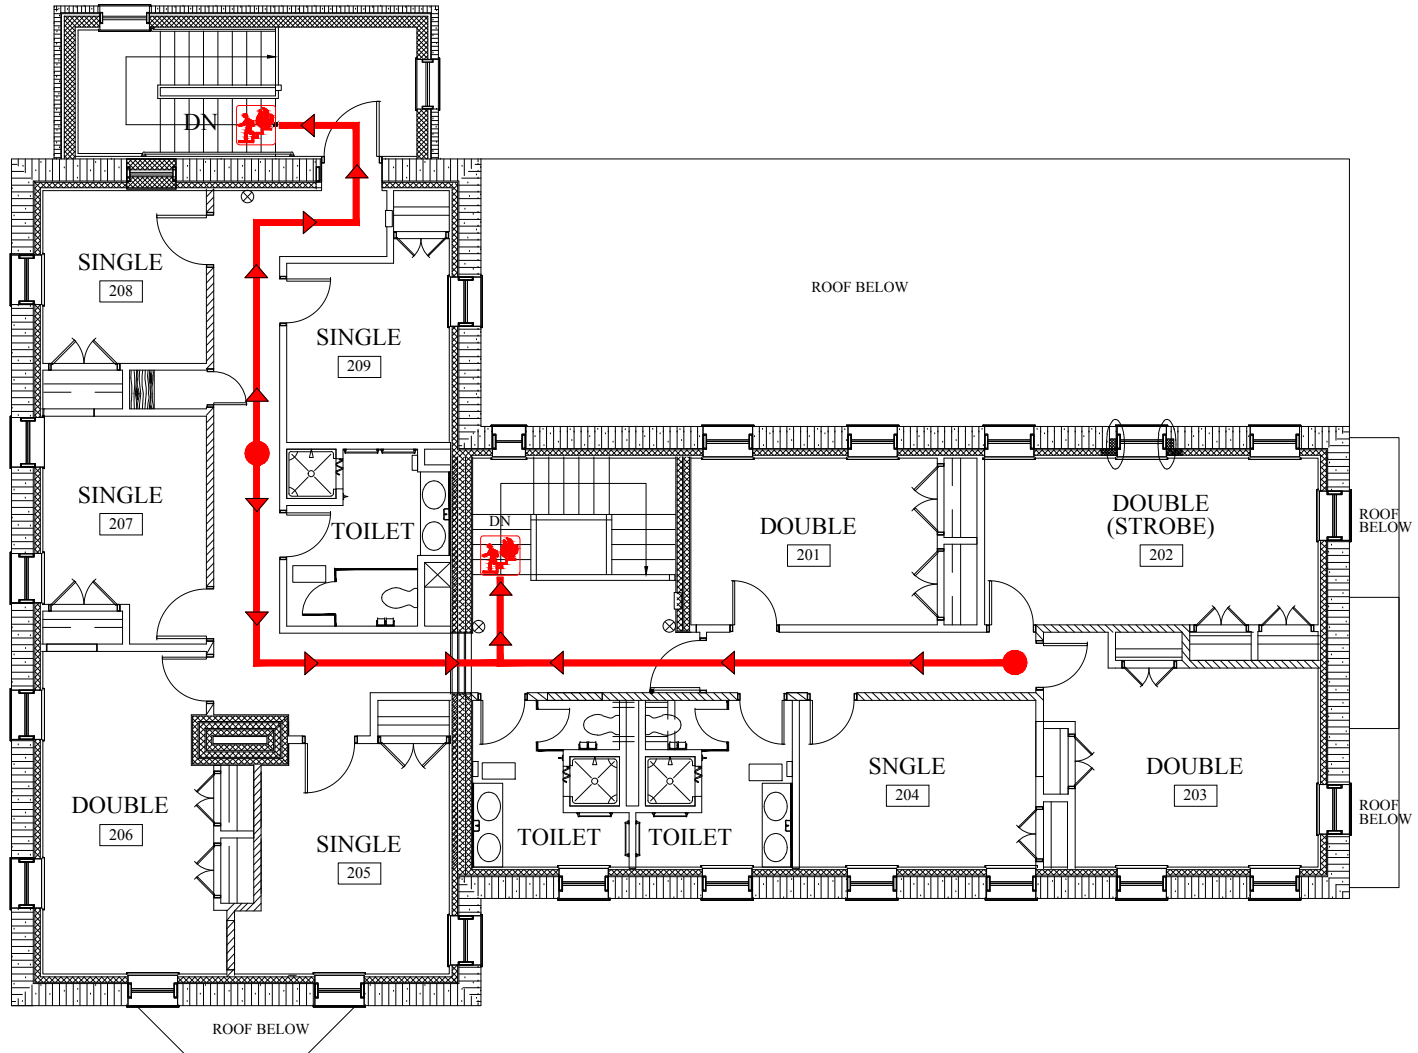 DN
SINGLE
208
SINGLE
209
ROOF BELOW
SINGLE
207
TOILET
DN
DOUBLE
201
DOUBLE
(STROBE)
202
ROOF
BELOW
DOUBLE
206
SINGLE
205
TOILET
TOILET
SNGLE
204
DOUBLE
203
ROOF
BELOW
ROOF BELOW